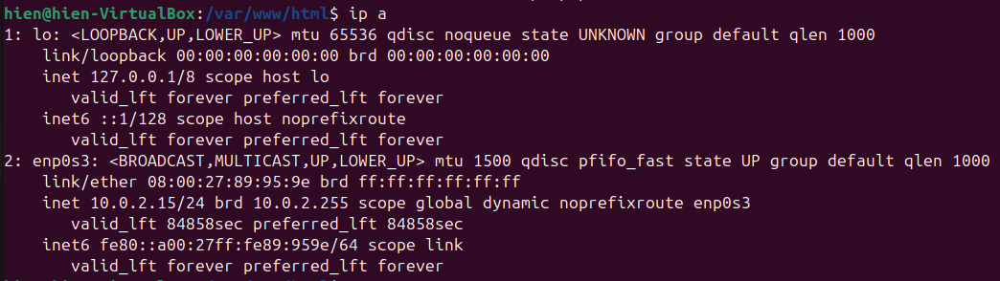 hien@hien-VirtualBox:/var/www/html$ ip a
1: lo: <LOOPBACK,UP,LOWER_UP> mtu 65536 qdisc noqueue state UNKNOWN group default qlen 1000
    link/loopback 00:00:00:00:00:00 brd 00:00:00:00:00:00
    inet 127.0.0.1/8 scope host lo
       valid_lft forever preferred_lft forever
    inet6 ::1/128 scope host noprefixroute
       valid_lft forever preferred_lft forever
2: enp0s3: <BROADCAST,MULTICAST,UP,LOWER_UP> mtu 1500 qdisc pfifo_fast state UP group default qlen 1000
    link/ether 08:00:27:89:95:9e brd ff:ff:ff:ff:ff:ff
    inet 10.0.2.15/24 brd 10.0.2.255 scope global dynamic noprefixroute enp0s3
       valid_lft 84858sec preferred_lft 84858sec
    inet6 fe80::a00:27ff:fe89:959e/64 scope link
       valid_lft forever preferred_lft forever